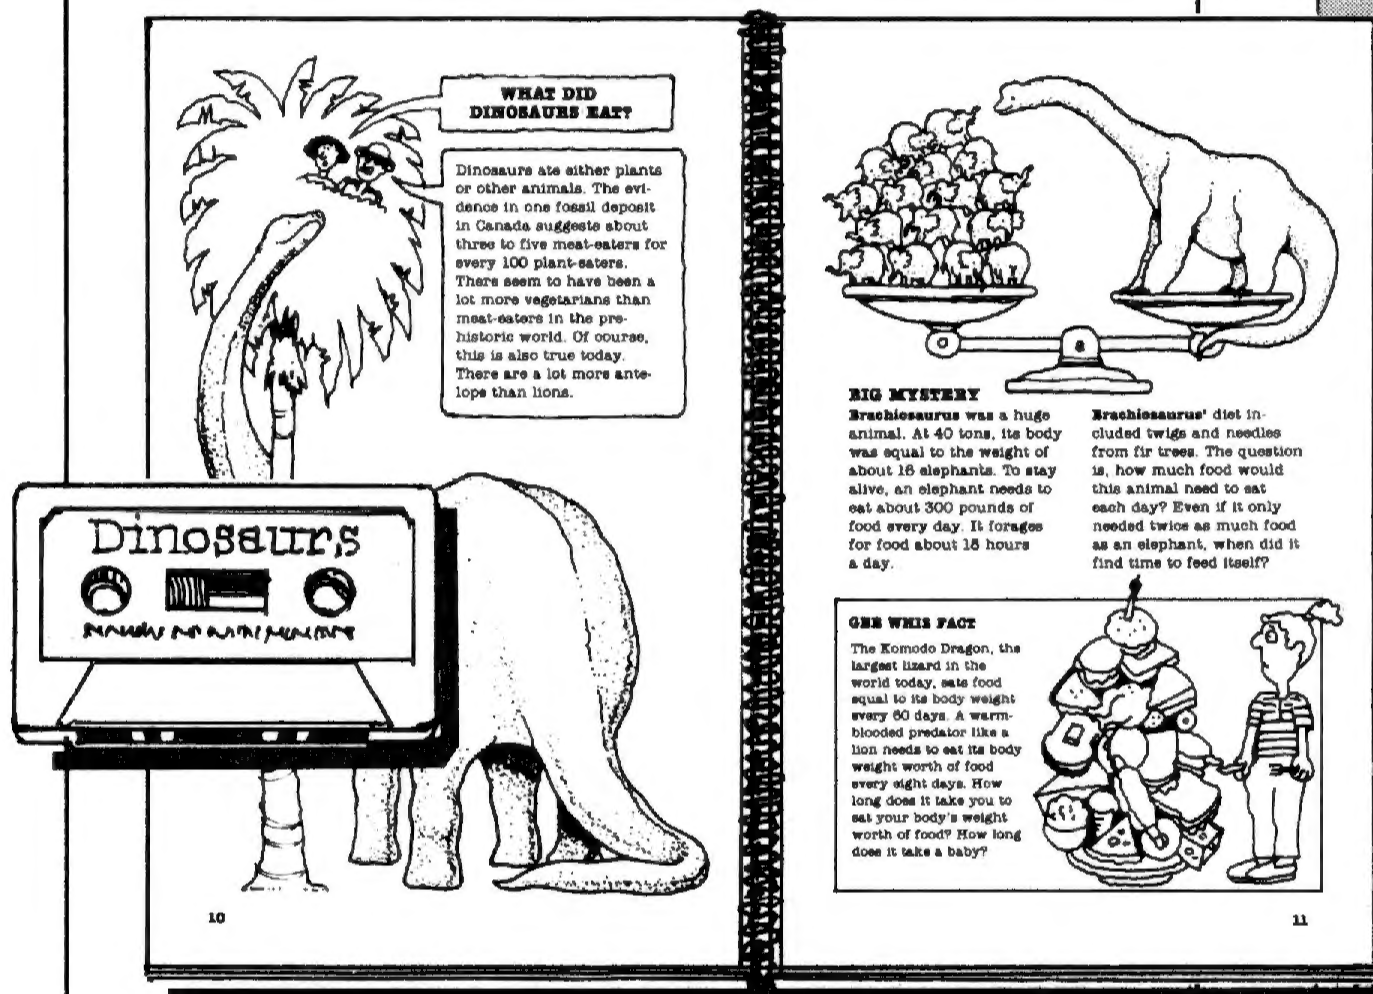 WHAT DID
DINOSAURS EAT?
Dinosaurs ate either plants
or other animals. The evi-
dence in one fossil deposit
in Canada suggests about
three to five meat-eaters for
every 100 plant-eaters.
There seem to have been a
lot more vegetarians than
meat-eaters in the pre-
historic world. Of course,
this is also true today.
There are a lot more ante-
lope than lions.
Dinosaurs
10
BIG MYSTERY
Brachiosaurus was a huge
animal. At 40 tons, its body
was equal to the weight of
about 16 elephants. To stay
alive, an elephant needs to
eat about 300 pounds of
food every day. It forages
for food about 18 hours
a day.
Brachiosaurus' diet in-
cluded twigs and needles
from fir trees. The question
is, how much food would
this animal need to eat
each day? Even if it only
needed twice as much food
as an elephant, when did it
find time to feed itself?
GEE WHIZ FACT
The Komodo Dragon, the
largest lizard in the
world today, eats food
equal to its body weight
every 60 days. A warm-
blooded predator like a
lion needs to eat its body
weight worth of food
every eight days. How
long does it take you to
eat your body's weight
worth of food? How long
does it take a baby?
11